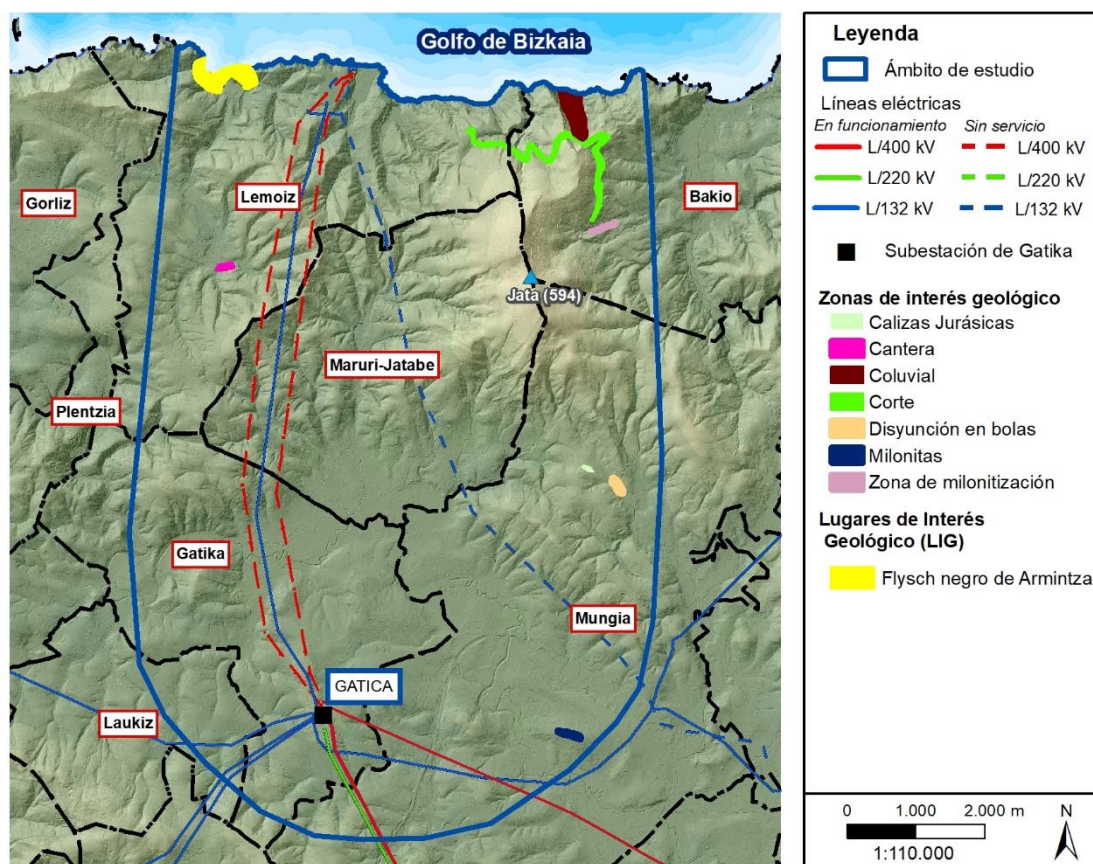 Golfo de Bizkaia
Gorliz
Lemoiz
Bakio
Jata (594)
Maruri-Jatabe
Plentzia
Gatika
Mungia
GATICA
Laukiz
Leyenda
Ámbito de estudio
Líneas eléctricas
En funcionamiento Sin servicio
L/400 kV L/400 kV
L/220 kV L/220 kV
L/132 kV L/132 kV
Subestación de Gatika
Zonas de interés geológico
Calizas Jurásicas
Cantera
Coluvial
Corte
Disyunción en bolas
Milonitas
Zona de milonitización
Lugares de Interés
Geológico (LIG)
Flysch negro de Armintza
0 1.000 2.000 m
N
1:110.000